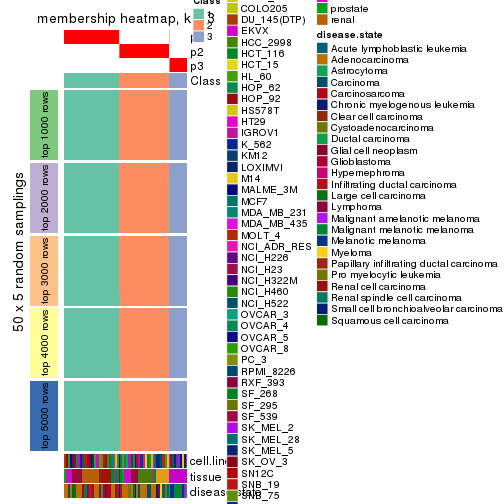 membership heatmap, k
p2
p3
Class
50 x 5 random samplings
top 1000 rows
top 2000 rows
top 3000 rows
top 4000 rows
top 5000 rows
cell.line
tissue
Class
1
2
3
COLO205
DU_145(DTP)
EKVX
HCC_2998
HCT_116
HCT_15
HL_60
HOP_62
HOP_92
HS578T
HT29
IGROV1
K_562
KM12
LOXIMVI
M14
MALME_3M
MCF7
MDA_MB_231
MDA_MB_435
MOLT_4
NCI_ADR_RES
NCI_H226
NCI_H23
NCI_H322M
NCI_H460
NCI_H522
OVCAR_3
OVCAR_4
OVCAR_5
OVCAR_8
PC_3
RPMI_8226
RXF_393
SF_268
SF_295
SF_539
SK_MEL_2
SK_MEL_28
SK_MEL_5
SK_OV_3
SN12C
SNB_19
SNB_75
prostate
renal
disease.state
Acute lymphoblastic leukemia
Adenocarcinoma
Astrocytoma
Carcinoma
Carcinosarcoma
Chronic myelogenous leukemia
Clear cell carcinoma
Cystoadenocarcinoma
Ductal carcinoma
Glial cell neoplasm
Glioblastoma
Hypernephroma
Infiltrating ductal carcinoma
Large cell carcinoma
Lymphoma
Malignant amelanotic melanoma
Malignant melanotic melanoma
Melanotic melanoma
Myeloma
Papillary infiltrating ductal carcinoma
Pro myelocytic leukemia
Renal cell carcinoma
Renal spindle cell carcinoma
Small cell bronchioalveolar carcinoma
Squamous cell carcinoma